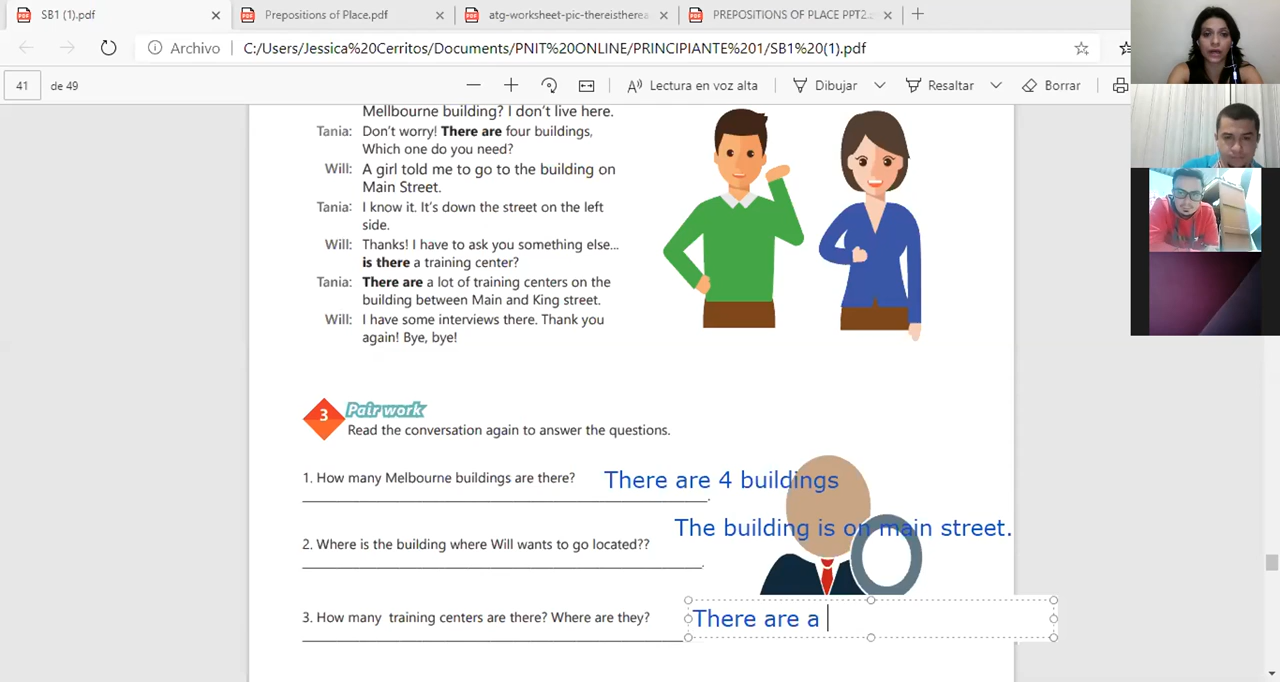 SB1 (1).pdf
Prepositions of Place.pdf
atg-worksheet-pic-thereistherea
PREPOSITIONS OF PLACE PPT2.
Archivo
C:/Users/Jessica%20Cerritos/Documents/PNIT%20ONLINE/PRINCIPIANTE%201/SB1%20(1).pdf
41
de 49
Lectura en voz alta
Dibujar
Resaltar
Borrar
Mellbourne building? I don't live here.
Tania: Don't worry! There are four buildings,
Which one do you need?
Will: A girl told me to go to the building on
Main Street.
Tania: I know it. It's down the street on the left
side.
Will: Thanks! I have to ask you something else...
is there a training center?
Tania: There are a lot of training centers on the
building between Main and King street.
Will: I have some interviews there. Thank you
again! Bye, bye!
3
Pair work
Read the conversation again to answer the questions.
1. How many Melbourne buildings are there?
There are 4 buildings
The building is on main street.
2. Where is the building where Will wants to go located??
3. How many training centers are there? Where are they?
There are a